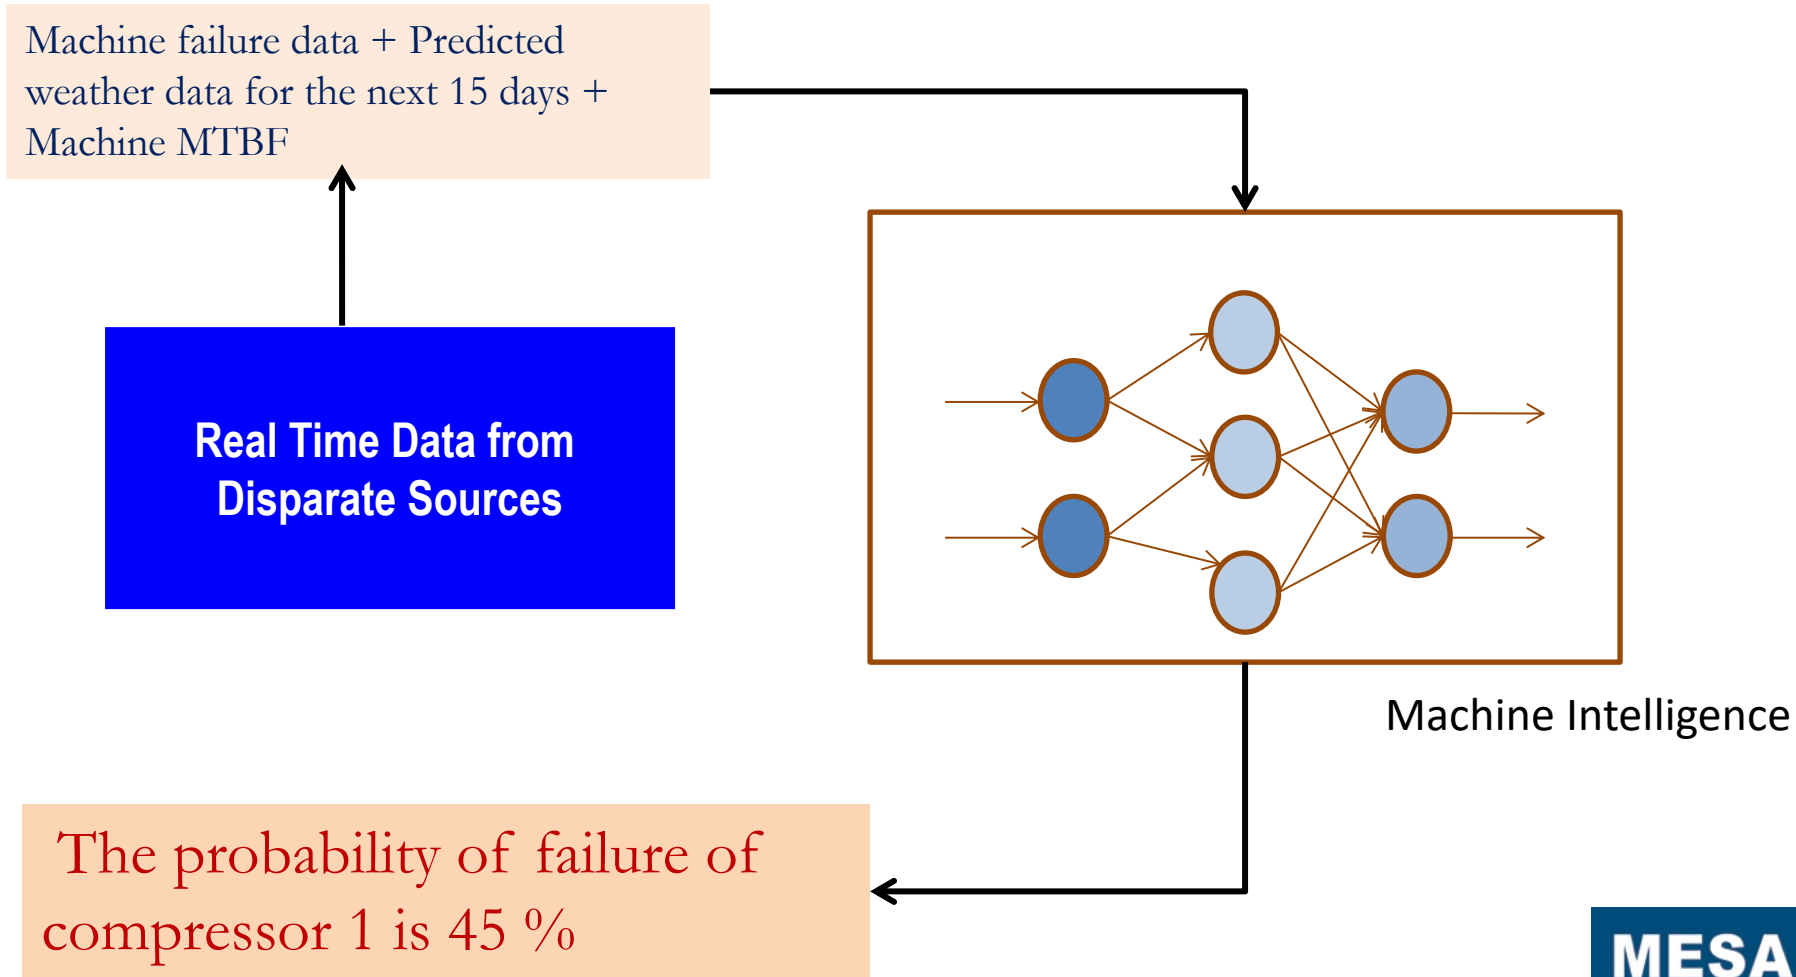 Machine failure data + Predicted
weather data for the next 15 days +
Machine MTBF
Real Time Data from
Disparate Sources
Machine Intelligence
The probability of failure of
compressor 1 is 45 %
MESA